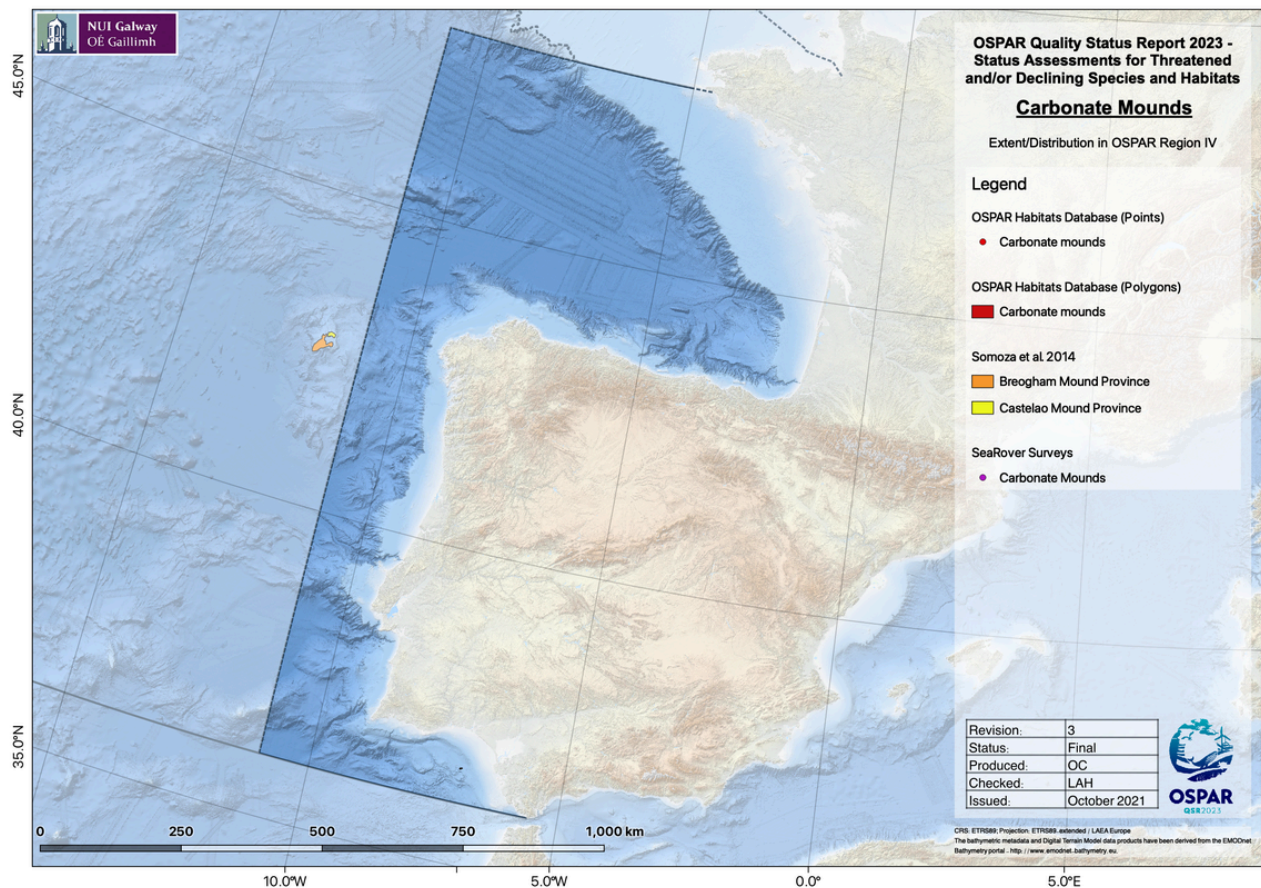 NUI Galway
OÉ Gaillimh
OSPAR Quality Status Report 2023 -
Status Assessments for Threatened
and/or Declining Species and Habitats
Carbonate Mounds
Extent/Distribution in OSPAR Region IV
Legend
OSPAR Habitats Database (Points)
Carbonate mounds
OSPAR Habitats Database (Polygons)
Carbonate mounds
Somoza et al. 2014
Breogham Mound Province
Castelao Mound Province
SeaRover Surveys
Carbonate Mounds
45.0°N
40.0°N
35.0°N
Revision: 3
Status: Final
Produced: OC
Checked: LAH
Issued: October 2021
OSPAR
QSR2023
0 250 500 750 1,000 km
CRS: ETRS89; Projection: ETRS89-extended / LAEA Europe
The bathymetric metadata and Digital Terrain Model data products have been derived from the EMODnet
Bathymetry portal - http://www.emodnet-bathymetry.eu.
10.0°W 5.0°W 0.0° 5.0°E